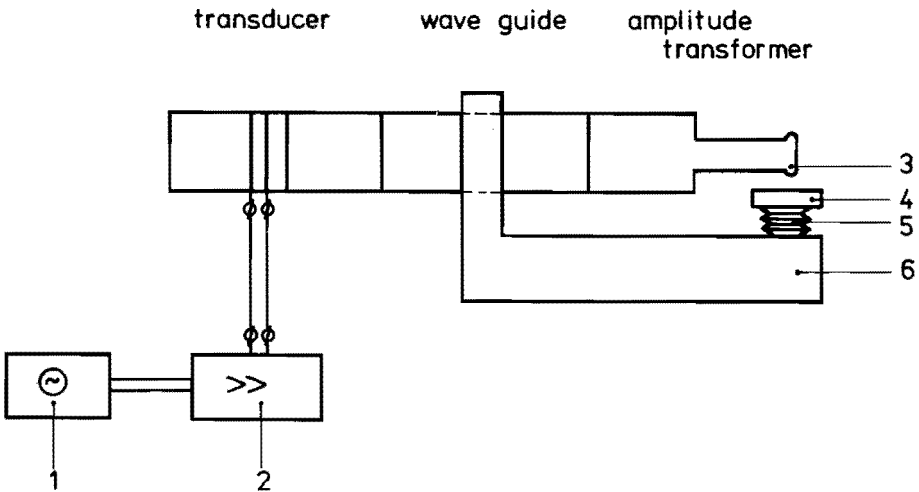 transducer
wave guide
amplitude
transformer
3
4
5
6
~
>>
1
2